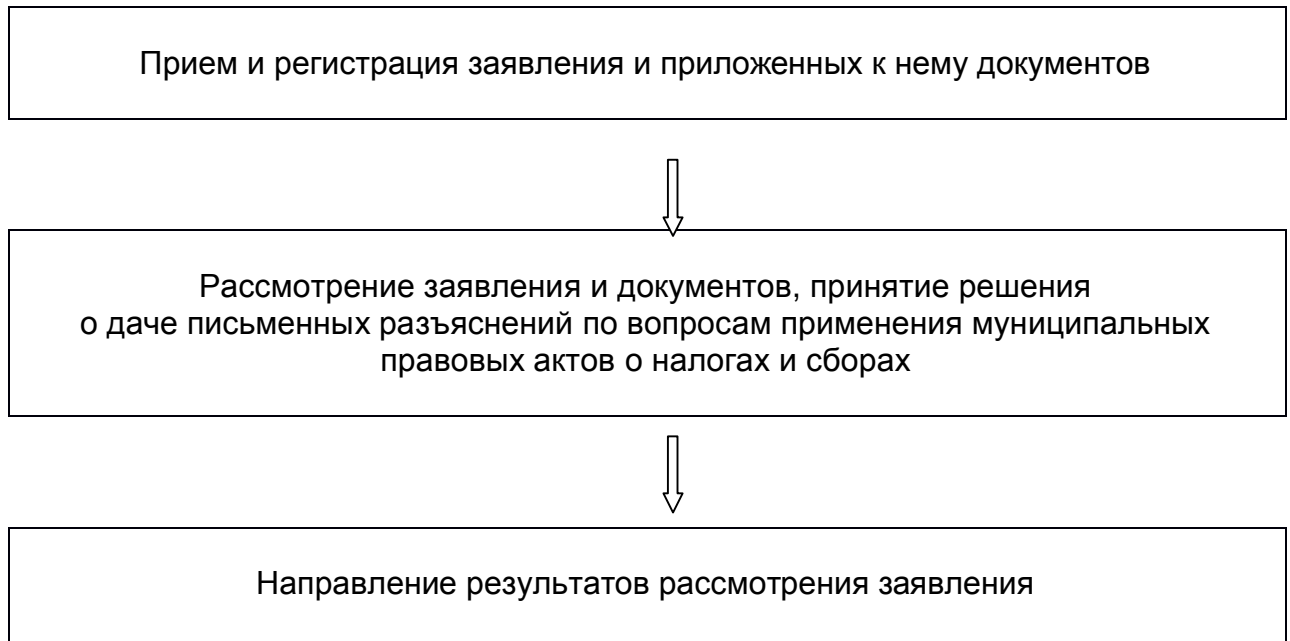 Прием и регистрация заявления и приложенных к нему документов
Рассмотрение заявления и документов, принятие решения
о даче письменных разъяснений по вопросам применения муниципальных
правовых актов о налогах и сборах
Направление результатов рассмотрения заявления